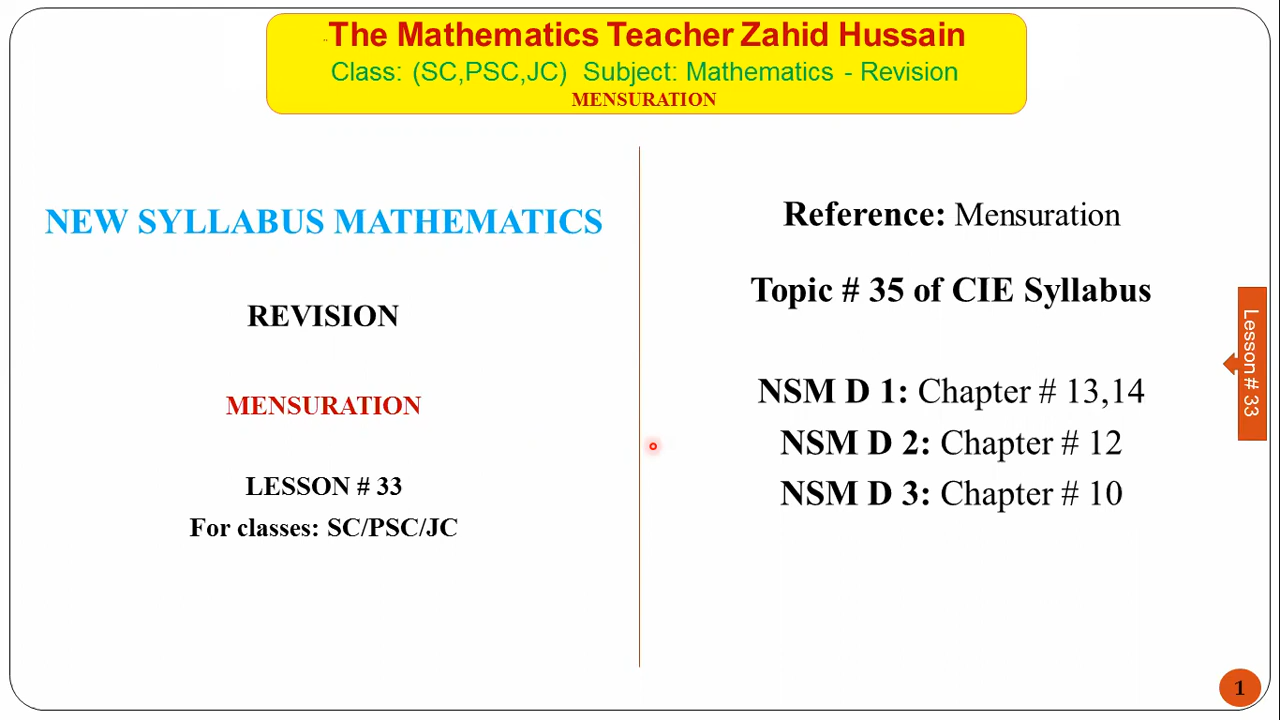 The Mathematics Teacher Zahid Hussain
Class: (SC,PSC,JC) Subject: Mathematics - Revision
MENSURATION
NEW SYLLABUS MATHEMATICS
REVISION
MENSURATION
LESSON # 33
For classes: SC/PSC/JC
Reference: Mensuration
Topic # 35 of CIE Syllabus
NSM D 1: Chapter # 13,14
NSM D 2: Chapter # 12
NSM D 3: Chapter # 10
Lesson # 33
1